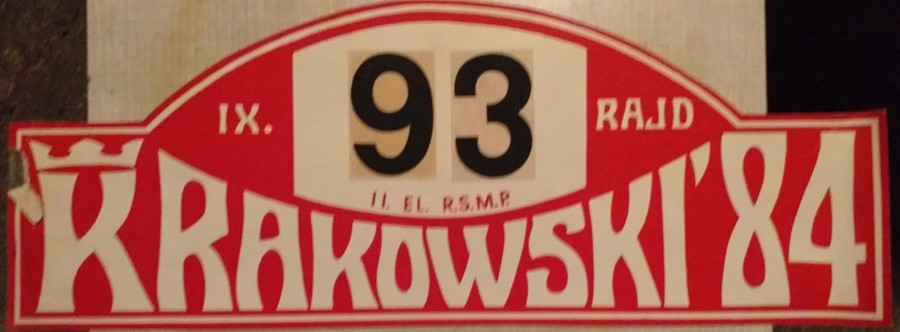 IX. 93 RAJD
II. EL. R.S.M.P.
KRAKOWSKI '84